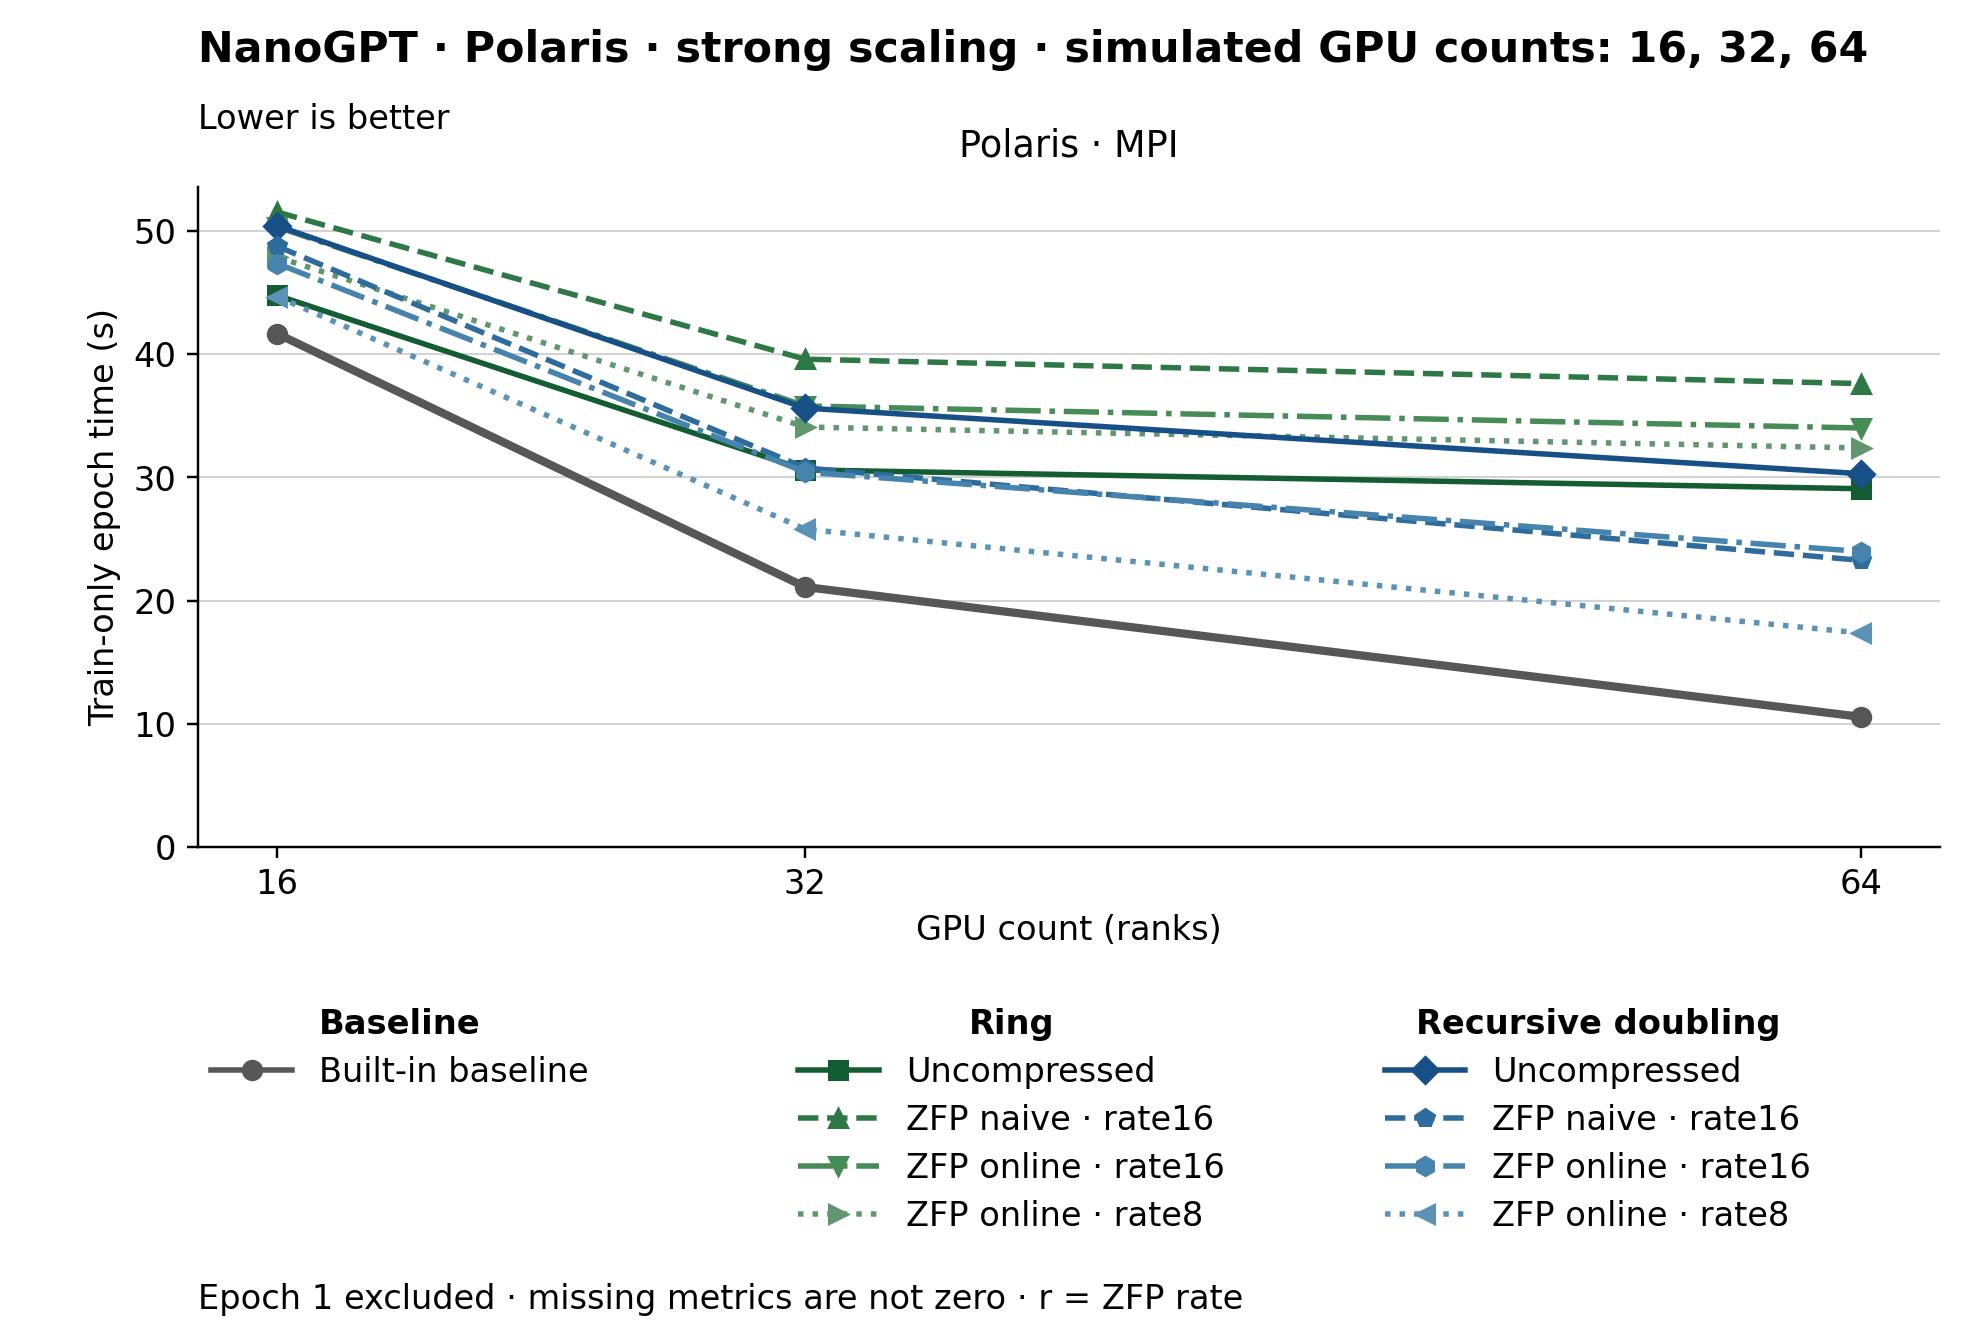 NanoGPT · Polaris · strong scaling · simulated GPU counts: 16, 32, 64
Lower is better
Polaris · MPI
Train-only epoch time (s)
50
40
30
20
10
0
16 32 64
GPU count (ranks)
Baseline
Built-in baseline
Ring
Uncompressed
ZFP naive · rate16
ZFP online · rate16
ZFP online · rate8
Recursive doubling
Uncompressed
ZFP naive · rate16
ZFP online · rate16
ZFP online · rate8
Epoch 1 excluded · missing metrics are not zero · r = ZFP rate